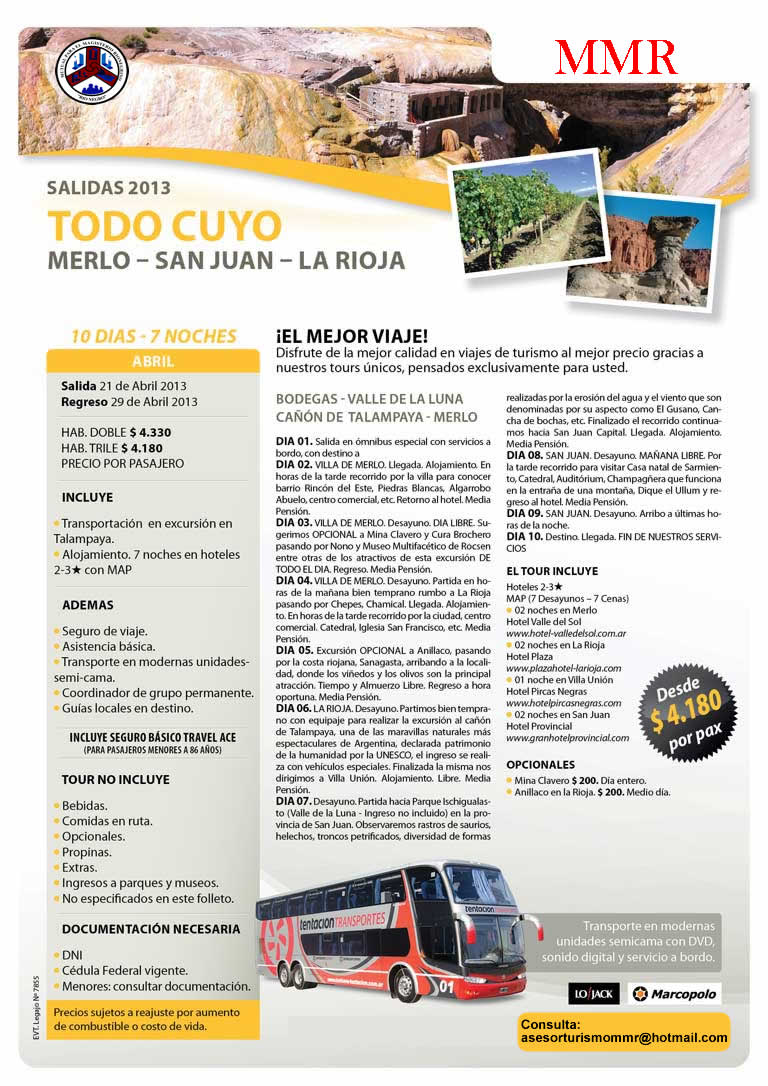 MMR
SALIDAS 2013
TODO CUYO
MERLO – SAN JUAN – LA RIOJA
10 DIAS - 7 NOCHES
ABRIL
Salida 21 de Abril 2013
Regreso 29 de Abril 2013
HAB. DOBLE $ 4.330
HAB. TRILE $ 4.180
PRECIO POR PASAJERO
INCLUYE
• Transportación en excursión en
Talampaya.
• Alojamiento. 7 noches en hoteles
2-3★ con MAP
ADEMAS
• Seguro de viaje.
• Asistencia básica.
• Transporte en modernas unidades-
semi-cama.
• Coordinador de grupo permanente.
• Guías locales en destino.
INCLUYE SEGURO BÁSICO TRAVEL ACE
(PARA PASAJEROS MENORES A 86 AÑOS)
TOUR NO INCLUYE
• Bebidas.
• Comidas en ruta.
• Opcionales.
• Propinas.
• Extras.
• Ingresos a parques y museos.
• No especificados en este folleto.
DOCUMENTACIÓN NECESARIA
• DNI
• Cédula Federal vigente.
• Menores: consultar documentación.
Precios sujetos a reajuste por aumento
de combustible o costo de vida.
EVT. Legajo Nº 7855
¡EL MEJOR VIAJE!
Disfrute de la mejor calidad en viajes de turismo al mejor precio gracias a
nuestros tours únicos, pensados exclusivamente para usted.
BODEGAS - VALLE DE LA LUNA
CAÑÓN DE TALAMPAYA - MERLO
DIA 01. Salida en ómnibus especial con servicios a
bordo, con destino a
DIA 02. VILLA DE MERLO. Llegada. Alojamiento. En
horas de la tarde recorrido por la villa para conocer
barrio Rincón del Este, Piedras Blancas, Algarrobo
Abuelo, centro comercial, etc. Retorno al hotel. Media
Pensión.
DIA 03. VILLA DE MERLO. Desayuno. DIA LIBRE. Su-
gerimos OPCIONAL a Mina Clavero y Cura Brochero
pasando por Nono y Museo Multifacético de Rocsen
entre otras de los atractivos de esta excursión DE
TODO EL DIA. Regreso. Media Pensión.
DIA 04. VILLA DE MERLO. Desayuno. Partida en ho-
ras de la mañana bien temprano rumbo a La Rioja
pasando por Chepes, Chamical. Llegada. Alojamien-
to. En horas de la tarde recorrido por la ciudad, centro
comercial. Catedral, Iglesia San Francisco, etc. Media
Pensión.
DIA 05. Excursión OPCIONAL a Anillaco, pasando
por la costa riojana, Sanagasta, arribando a la locali-
dad, donde los viñedos y los olivos son la principal
atracción. Tiempo y Almuerzo Libre. Regreso a hora
oportuna. Media Pensión.
DIA 06. LA RIOJA. Desayuno. Partimos bien tempra-
no con equipaje para realizar la excursión al cañón
de Talampaya, una de las maravillas naturales más
espectaculares de Argentina, declarada patrimonio
de la humanidad por la UNESCO, el ingreso se reali-
za con vehículos especiales. Finalizada la misma nos
dirigimos a Villa Unión. Alojamiento. Libre. Media
Pensión.
DIA 07. Desayuno. Partida hacia Parque Ischigualas-
to (Valle de la Luna - Ingreso no incluido) en la pro-
vincia de San Juan. Observaremos rastros de saurios,
helechos, troncos petrificados, diversidad de formas
realizadas por la erosión del agua y el viento que son
denominadas por su aspecto como El Gusano, Can-
cha de bochas, etc. Finalizado el recorrido continua-
mos hacia San Juan Capital. Llegada. Alojamiento.
Media Pensión.
DIA 08. SAN JUAN. Desayuno. MAÑANA LIBRE. Por
la tarde recorrido para visitar Casa natal de Sarmien-
to, Catedral, Auditórium, Champagñera que funciona
en la entraña de una montaña, Dique el Ullum y re-
greso al hotel. Media Pensión.
DIA 09. SAN JUAN. Desayuno. Arribo a últimas ho-
ras de la noche.
DIA 10. Destino. Llegada. FIN DE NUESTROS SERVI-
CIOS
EL TOUR INCLUYE
Hoteles 2-3★
MAP (7 Desayunos – 7 Cenas)
• 02 noches en Merlo
Hotel Valle del Sol
www.hotel-valledelsol.com.ar
• 02 noches en La Rioja
Hotel Plaza
www.plazahotel-larioja.com
• 01 noche en Villa Unión
Hotel Pircas Negras
www.hotelpircasnegras.com
• 02 noches en San Juan
Hotel Provincial
www.granhotelprovincial.com
Desde
$ 4.180
por pax
OPCIONALES
• Mina Clavero $ 200. Día entero.
• Anillaco en la Rioja. $ 200. Medio día.
tentacion TRANSPORTES
tentacion TRANSPORTES
01
Transporte en modernas
unidades semicama con DVD,
sonido digital y servicio a bordo.
LOJACK
Marcopolo
Consulta:
asesorturismommr@hotmail.com